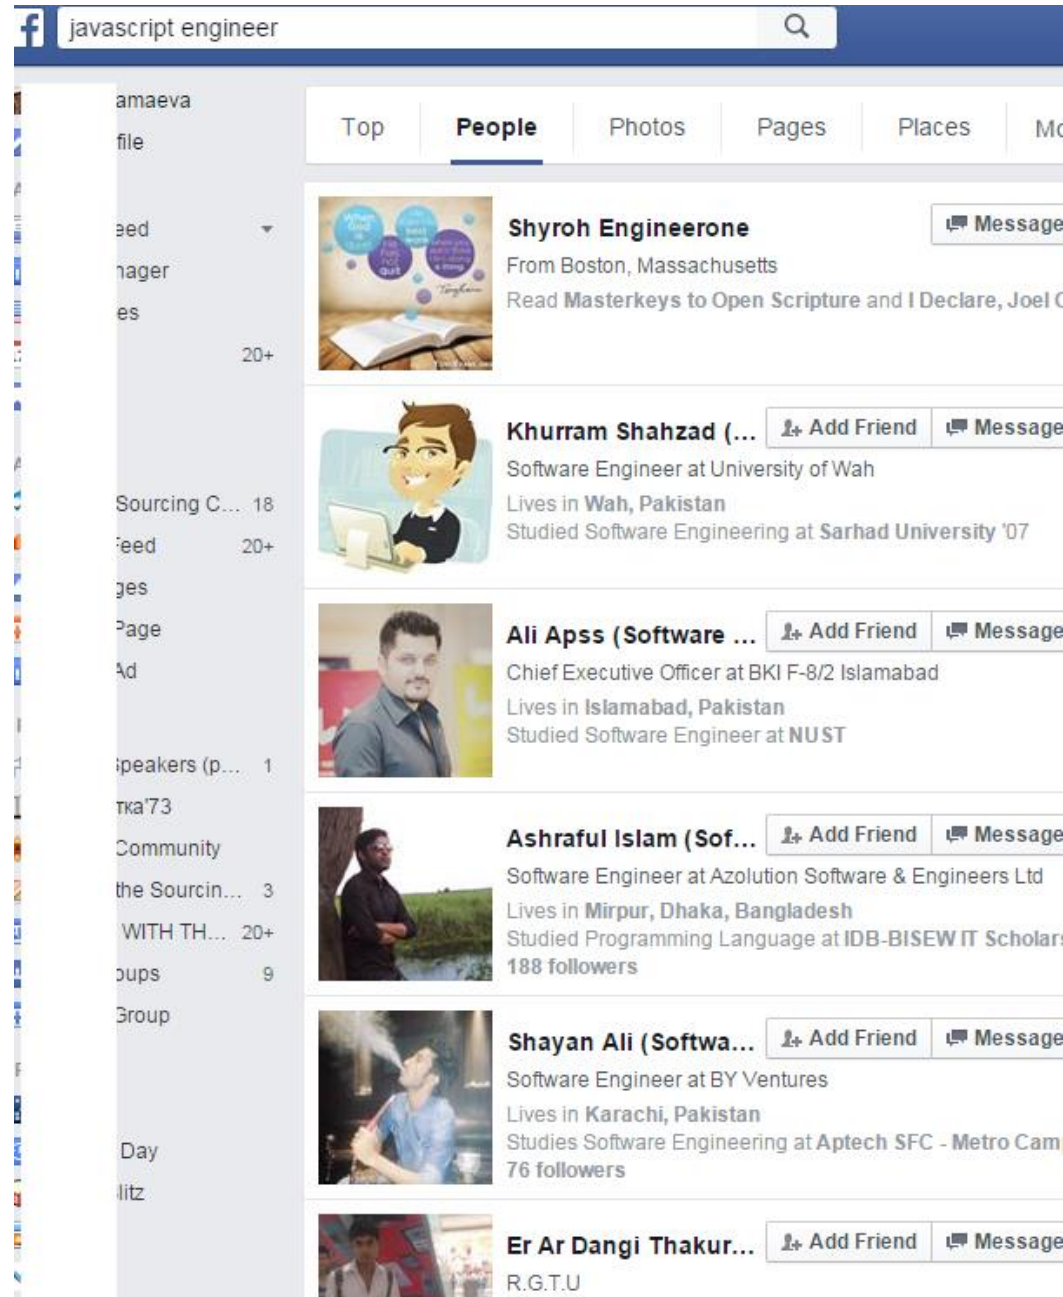 f javascript engineer
amaeva
file
eed
nager
es
20+
Sourcing C... 18
Feed 20+
ges
Page
Ad
Speakers (p... 1
тка'73
Community
the Sourcin... 3
WITH TH... 20+
oups 9
Group
Day
litz
Top People Photos Pages Places Mo
Shyroh Engineerone Message
From Boston, Massachusetts
Read Masterkeys to Open Scripture and I Declare, Joel O
When God is
quit
Khurram Shahzad (... Add Friend Message
Software Engineer at University of Wah
Lives in Wah, Pakistan
Studied Software Engineering at Sarhad University '07
Ali Apss (Software ... Add Friend Message
Chief Executive Officer at BKI F-8/2 Islamabad
Lives in Islamabad, Pakistan
Studied Software Engineer at NUST
Ashraful Islam (Sof... Add Friend Message
Software Engineer at Azolution Software & Engineers Ltd
Lives in Mirpur, Dhaka, Bangladesh
Studied Programming Language at IDB-BISEW IT Scholars
188 followers
Shayan Ali (Softwa... Add Friend Message
Software Engineer at BY Ventures
Lives in Karachi, Pakistan
Studies Software Engineering at Aptech SFC - Metro Cam
76 followers
Er Ar Dangi Thakur... Add Friend Message
R.G.T.U